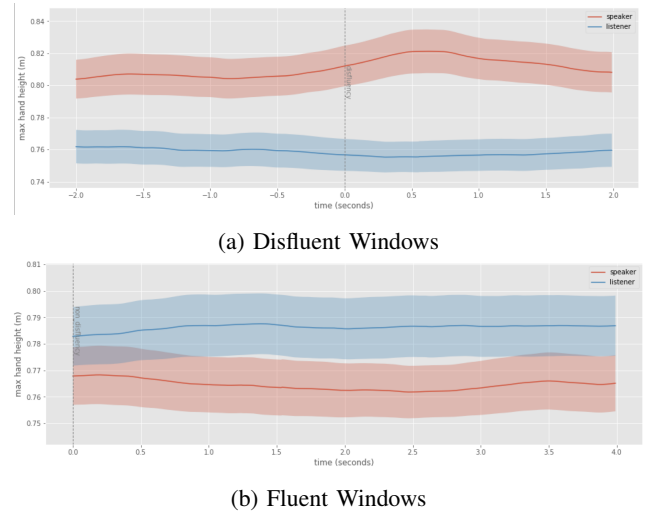 0.84
0.82
0.80
0.78
0.76
0.74
max hand height (m)
speaker
listener
disfluency
−2.0 −1.5 −1.0 −0.5 0.0 0.5 1.0 1.5 2.0
time (seconds)
(a) Disfluent Windows
0.81
0.80
0.79
0.78
0.77
0.76
0.75
max hand height (m)
speaker
listener
non disfluency
0.0 0.5 1.0 1.5 2.0 2.5 3.0 3.5 4.0
time (seconds)
(b) Fluent Windows